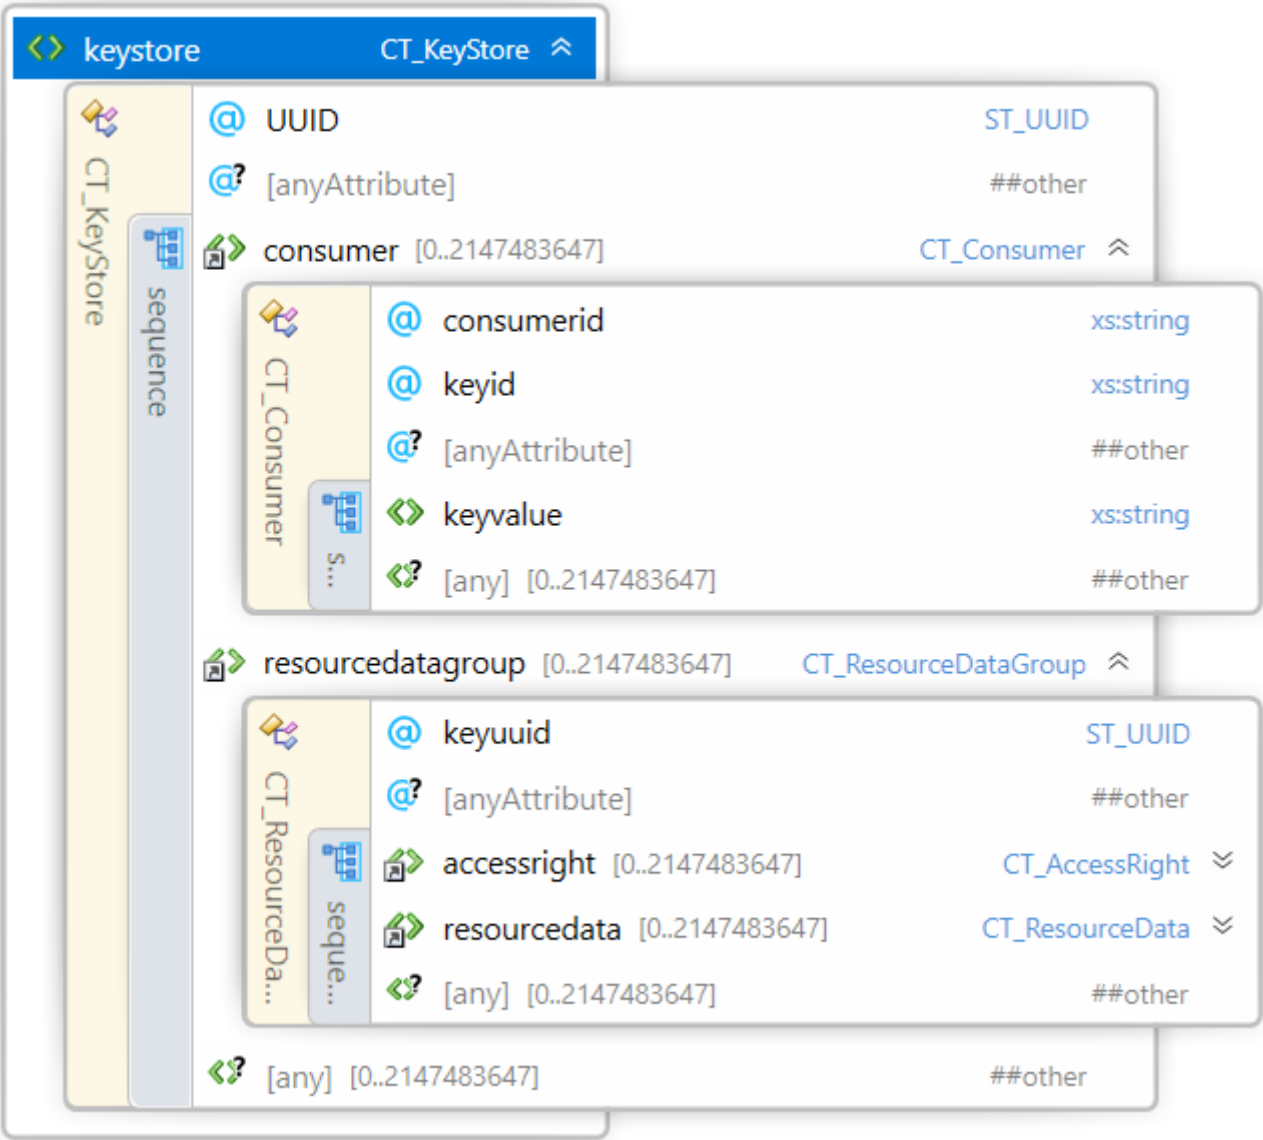 keystore CT_KeyStore
CT_KeyStore
sequence
@ UUID ST_UUID
@? [anyAttribute] ##other
consumer [0..2147483647] CT_Consumer
CT_Consumer
s...
@ consumerid xs:string
@ keyid xs:string
@? [anyAttribute] ##other
keyvalue xs:string
? [any] [0..2147483647] ##other
resourcedatagroup [0..2147483647] CT_ResourceDataGroup
CT_ResourceDa...
seque...
@ keyuuid ST_UUID
@? [anyAttribute] ##other
accessright [0..2147483647] CT_AccessRight
resourcedata [0..2147483647] CT_ResourceData
? [any] [0..2147483647] ##other
? [any] [0..2147483647] ##other